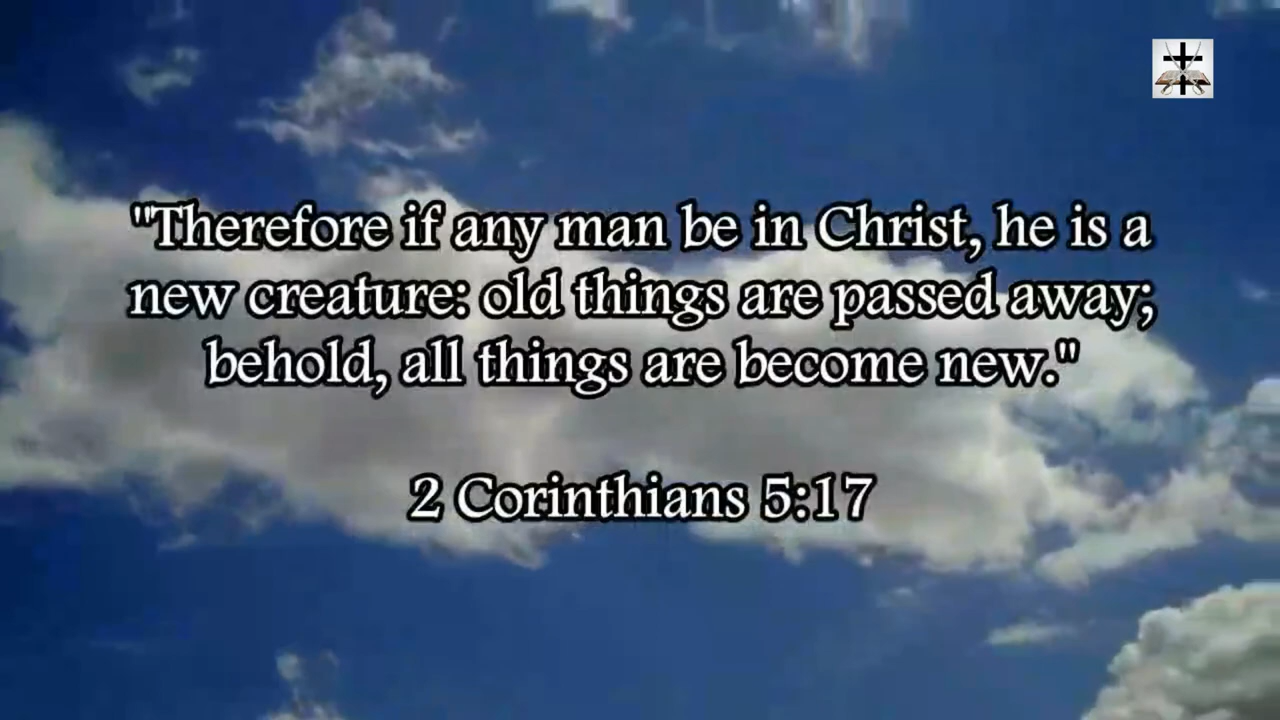 "Therefore if any man be in Christ, he is a
new creature: old things are passed away;
behold, all things are become new."
2 Corinthians 5:17